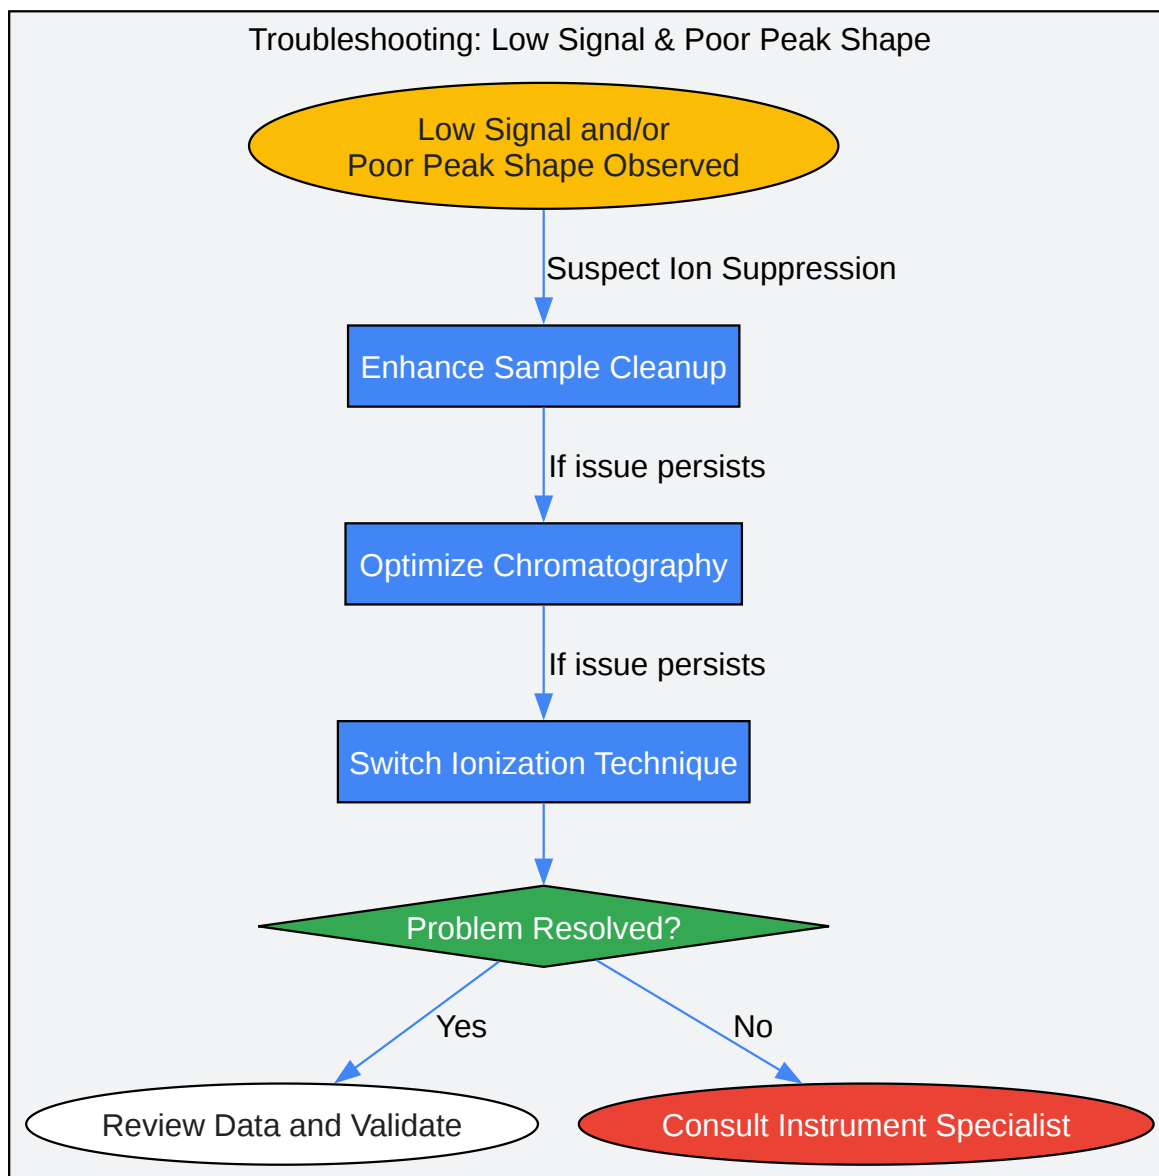 Troubleshooting: Low Signal & Poor Peak Shape
Low Signal and/or
Poor Peak Shape Observed
Suspect Ion Suppression
Enhance Sample Cleanup
If issue persists
Optimize Chromatography
If issue persists
Switch Ionization Technique
Problem Resolved?
Yes
No
Review Data and Validate
Consult Instrument Specialist